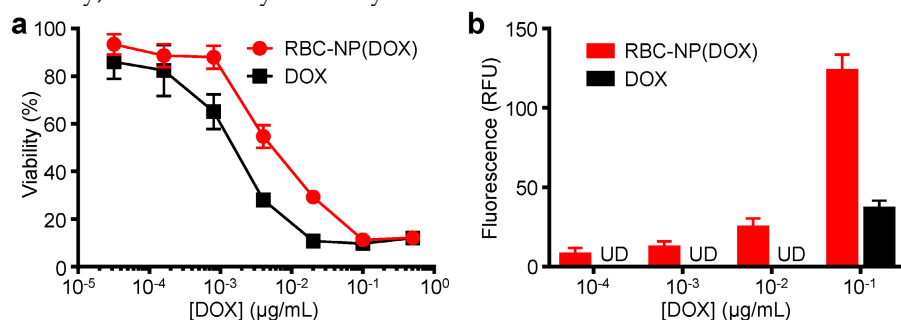 a
100
80
60
40
20
0
Viability (%)
RBC-NP(DOX)
DOX
10-5
10-4
10-3
10-2
10-1
100
[DOX] (µg/mL)
b
150
100
50
0
Fluorescence (RFU)
RBC-NP(DOX)
DOX
UD
UD
UD
10-4
10-3
10-2
10-1
[DOX] (µg/mL)